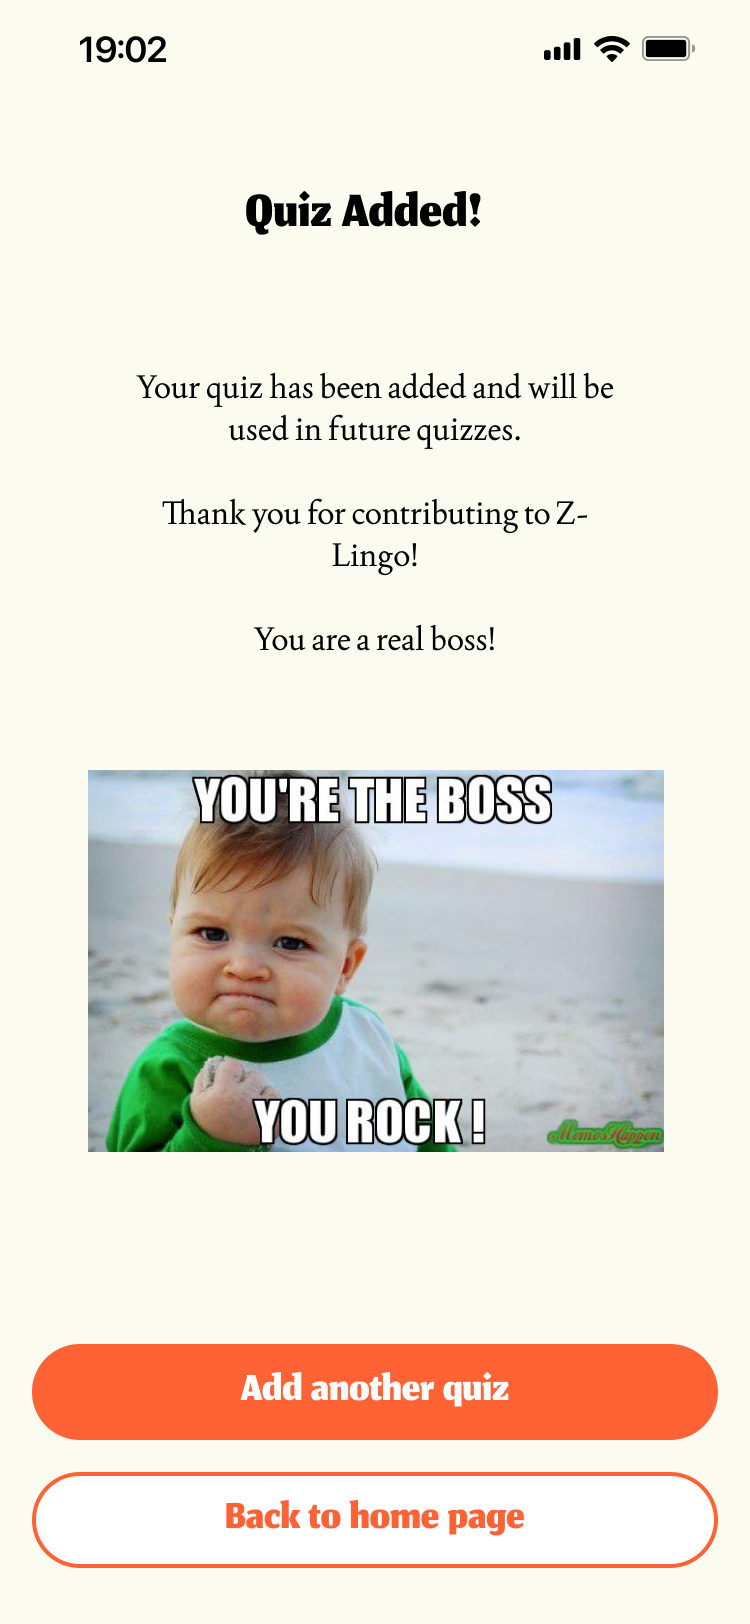 19:02
Quiz Added!
Your quiz has been added and will be
used in future quizzes.
Thank you for contributing to Z-
Lingo!
You are a real boss!
YOU'RE THE BOSS
YOU ROCK !
MemesHappen
Add another quiz
Back to home page